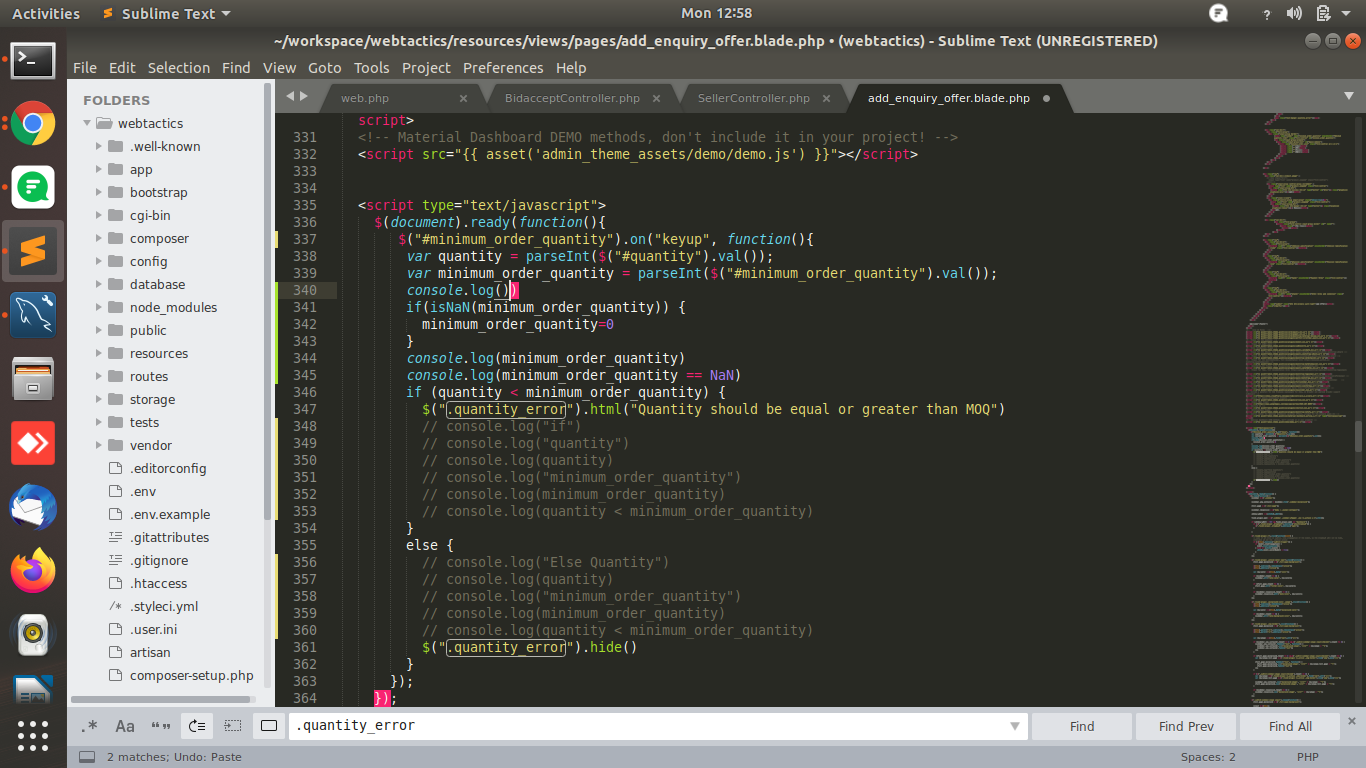 Activities
Sublime Text
Mon 12:58
~/workspace/webtactics/resources/views/pages/add_enquiry_offer.blade.php • (webtactics) - Sublime Text (UNREGISTERED)
File Edit Selection Find View Goto Tools Project Preferences Help
FOLDERS
webtactics
.well-known
app
bootstrap
cgi-bin
composer
config
database
node_modules
public
resources
routes
storage
tests
vendor
.editorconfig
.env
.env.example
.gitattributes
.gitignore
.htaccess
.styleci.yml
.user.ini
artisan
composer-setup.php
web.php × BidacceptController.php × SellerController.php × add_enquiry_offer.blade.php
script>
331 <!-- Material Dashboard DEMO methods, don't include it in your project! -->
332 <script src="{{ asset('admin_theme_assets/demo/demo.js') }}"></script>
333
334
335 <script type="text/javascript">
336 $(document).ready(function(){
337 $("#minimum_order_quantity").on("keyup", function(){
338 var quantity = parseInt($("#quantity").val());
339 var minimum_order_quantity = parseInt($("#minimum_order_quantity").val());
340 console.log())
341 if(isNaN(minimum_order_quantity)) {
342 minimum_order_quantity=0
343 }
344 console.log(minimum_order_quantity)
345 console.log(minimum_order_quantity == NaN)
346 if (quantity < minimum_order_quantity) {
347 $(".quantity_error").html("Quantity should be equal or greater than MOQ")
348 // console.log("if")
349 // console.log("quantity")
350 // console.log(quantity)
351 // console.log("minimum_order_quantity")
352 // console.log(minimum_order_quantity)
353 // console.log(quantity < minimum_order_quantity)
354 }
355 else {
356 // console.log("Else Quantity")
357 // console.log(quantity)
358 // console.log("minimum_order_quantity")
359 // console.log(minimum_order_quantity)
360 // console.log(quantity < minimum_order_quantity)
361 $(".quantity_error").hide()
362 }
363 });
364 });
.* Aa “” .quantity_error Find Find Prev Find All ×
2 matches; Undo: Paste
Spaces: 2 PHP